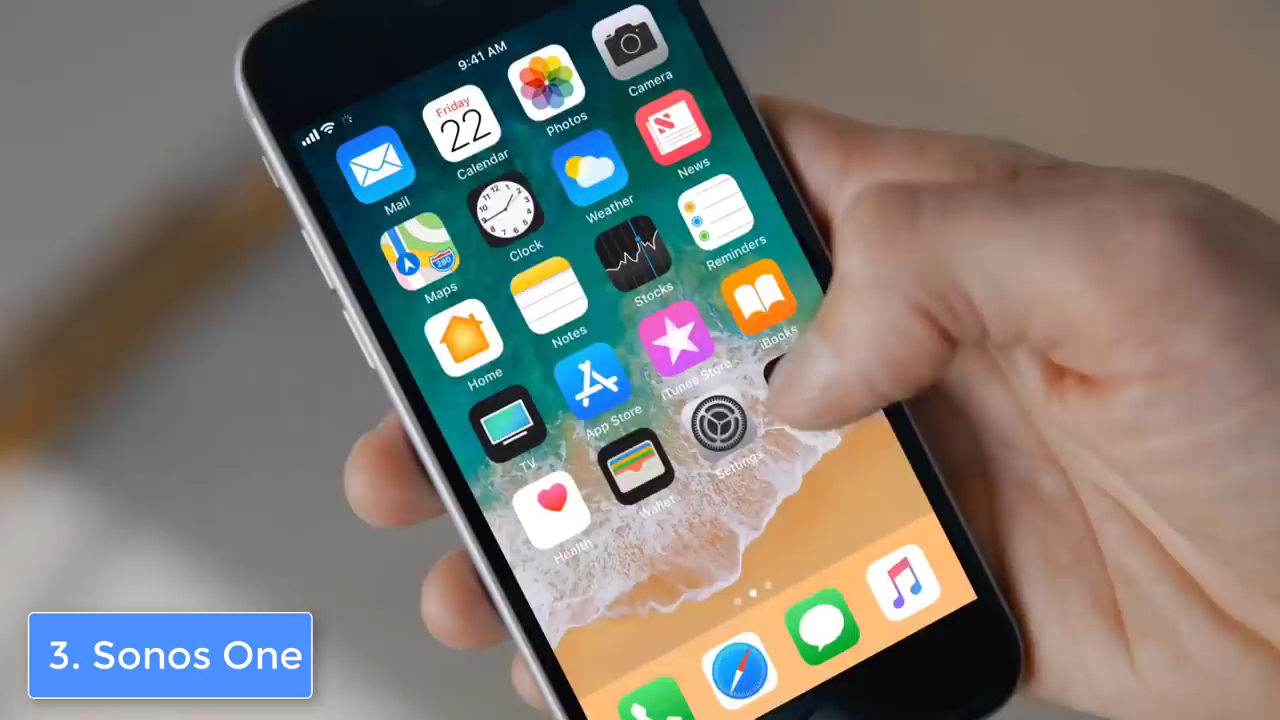 9:41 AM
Mail
Friday
22
Calendar
Photos
Camera
Maps
280
Clock
Weather
News
Home
Notes
Stocks
Reminders
TV
App Store
iTunes Store
iBooks
Health
Wallet
Settings
3. Sonos One